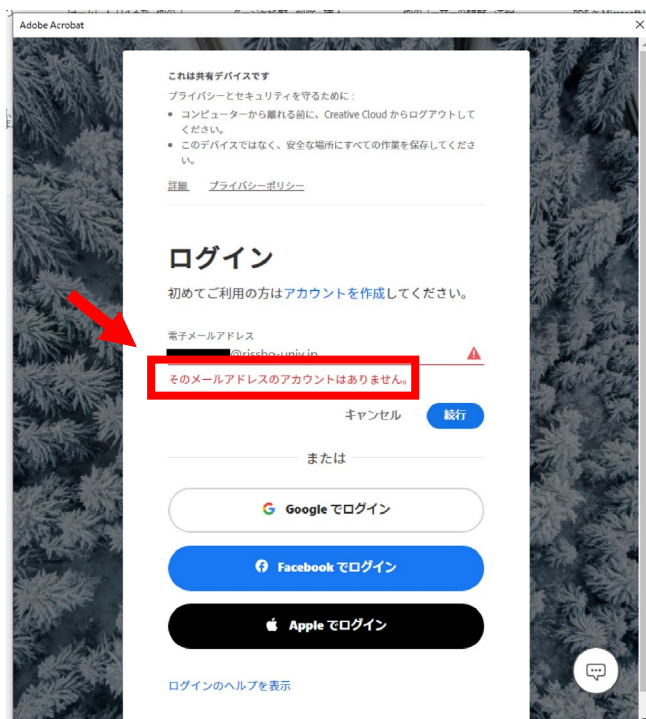 Adobe Acrobat
これは共有デバイスです
プライバシーとセキュリティを守るために :
• コンピューターから離れる前に、Creative Cloud からログアウトして
ください。
• このデバイスではなく、安全な場所にすべての作業を保存してくださ
い。
詳細 プライバシーポリシー
ログイン
初めてご利用の方はアカウントを作成してください。
電子メールアドレス
@rissho-univ.jp
そのメールアドレスのアカウントはありません。
キャンセル 続行
または
Google でログイン
Facebook でログイン
Apple でログイン
ログインのヘルプを表示